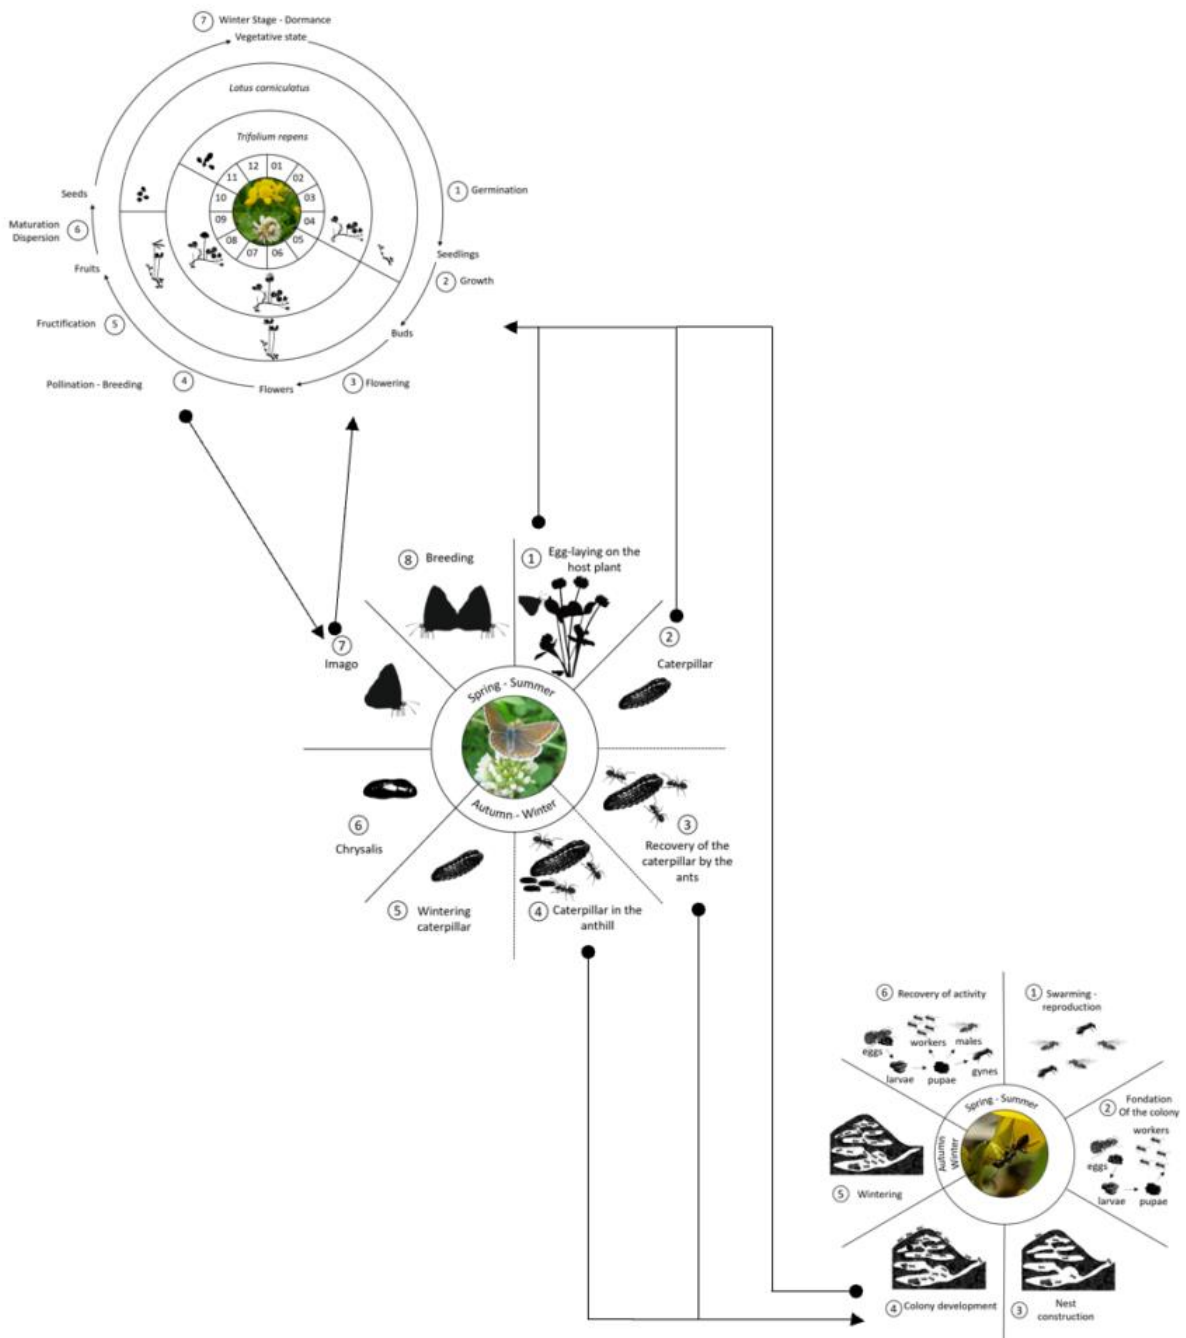 7 Winter Stage - Dormance
Vegetative state
Lotus corniculatus
Trifolium repens
12 01
11 02
10 03
09 04
08 05
07 06
Seeds
1 Germination
Maturation
Dispersion
6
Seedlings
Fruits
2 Growth
Fructification 5
Buds
Pollination - Breeding 4
Flowers
3 Flowering
8 Breeding
1 Egg-laying on the
host plant
2
Caterpillar
7
Imago
Spring - Summer
Autumn - Winter
3
Recovery of the
caterpillar by the
ants
6
Chrysalis
5 Wintering
caterpillar
4 Caterpillar in the
anthill
6 Recovery of activity
1 Swarming -
reproduction
eggs
workers
males
larvae
pupae
gynes
Spring - Summer
Autumn
Winter
2 Fondation
Of the colony
workers
eggs
larvae
pupae
5 Wintering
4 Colony development
3 Nest
construction